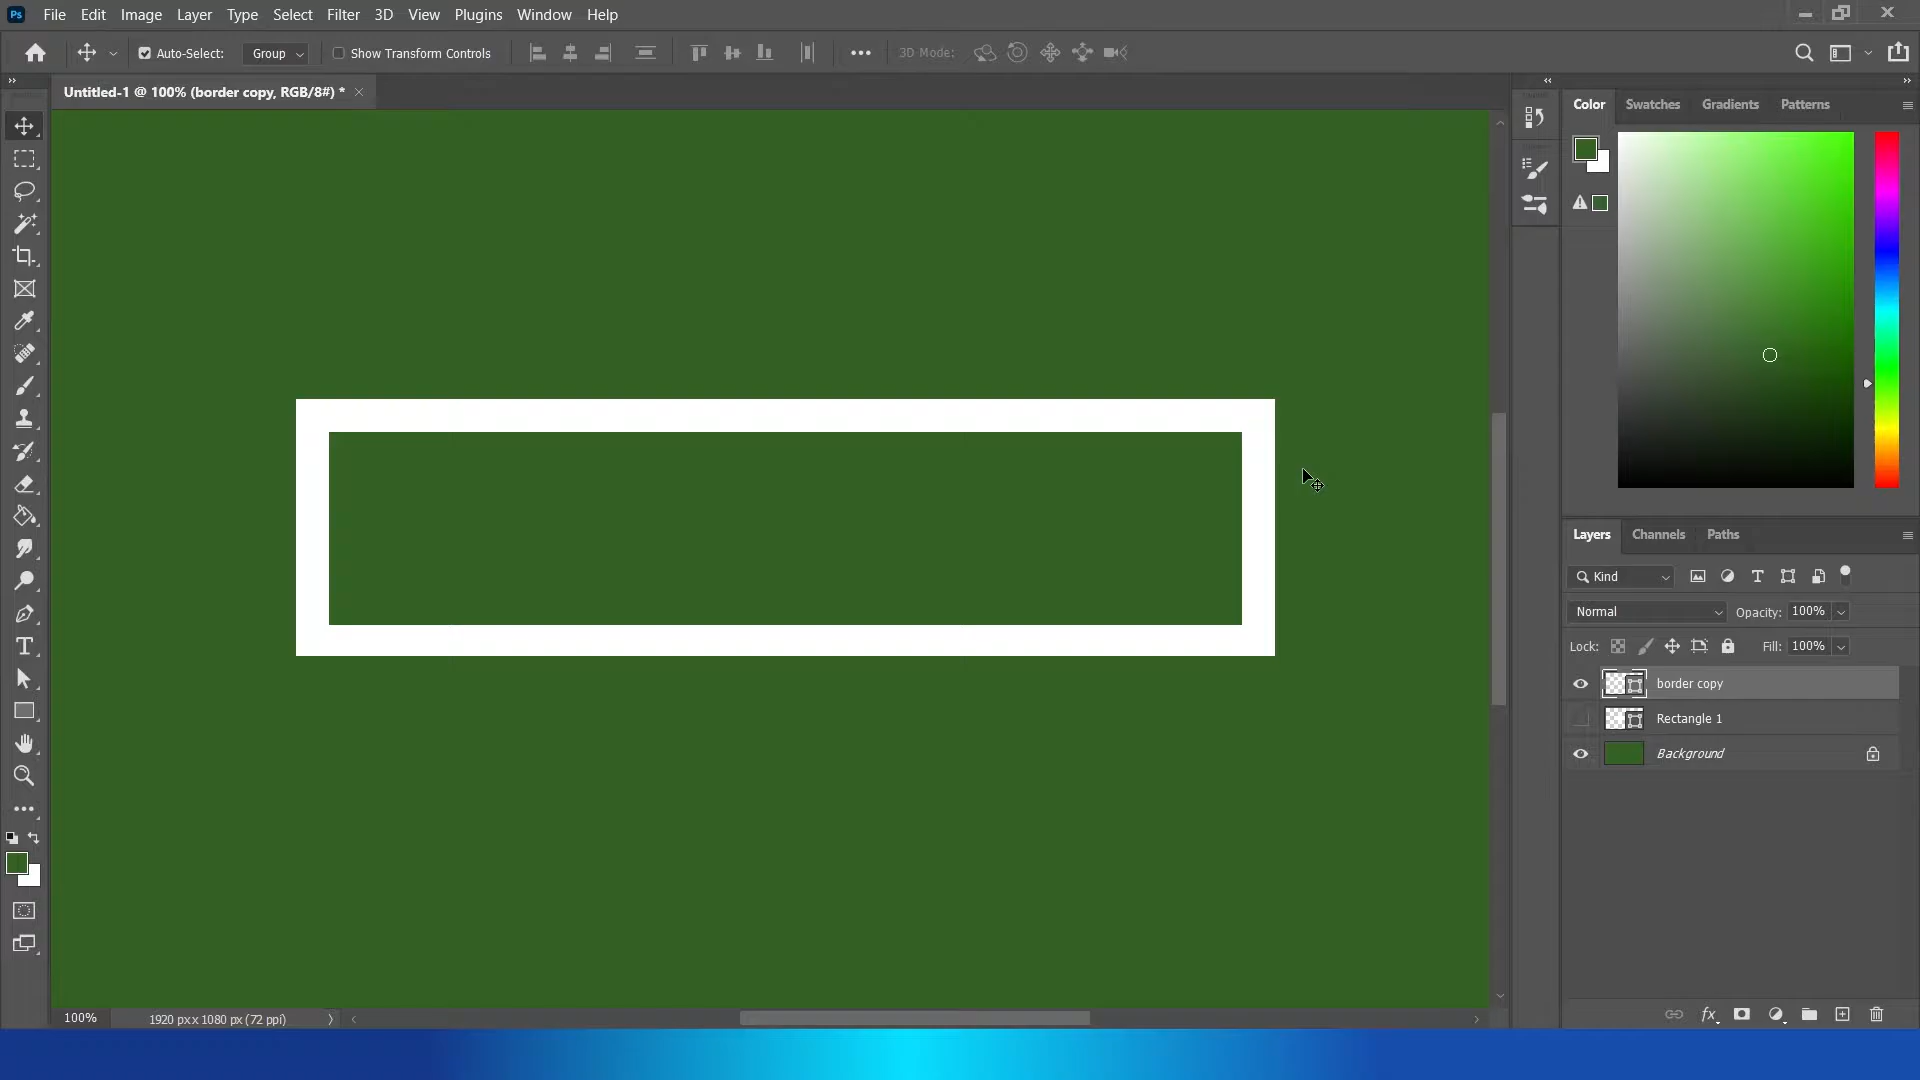 Ps File Edit Image Layer Type Select Filter 3D View Plugins Window Help
Auto-Select: Group Show Transform Controls 3D Mode:
Untitled-1 @ 100% (border copy, RGB/8#) *
Color Swatches Gradients Patterns
Layers Channels Paths
Kind
Normal Opacity: 100%
Lock: Fill: 100%
border copy
Rectangle 1
Background
fx
100% 1920 px x 1080 px (72 ppi)